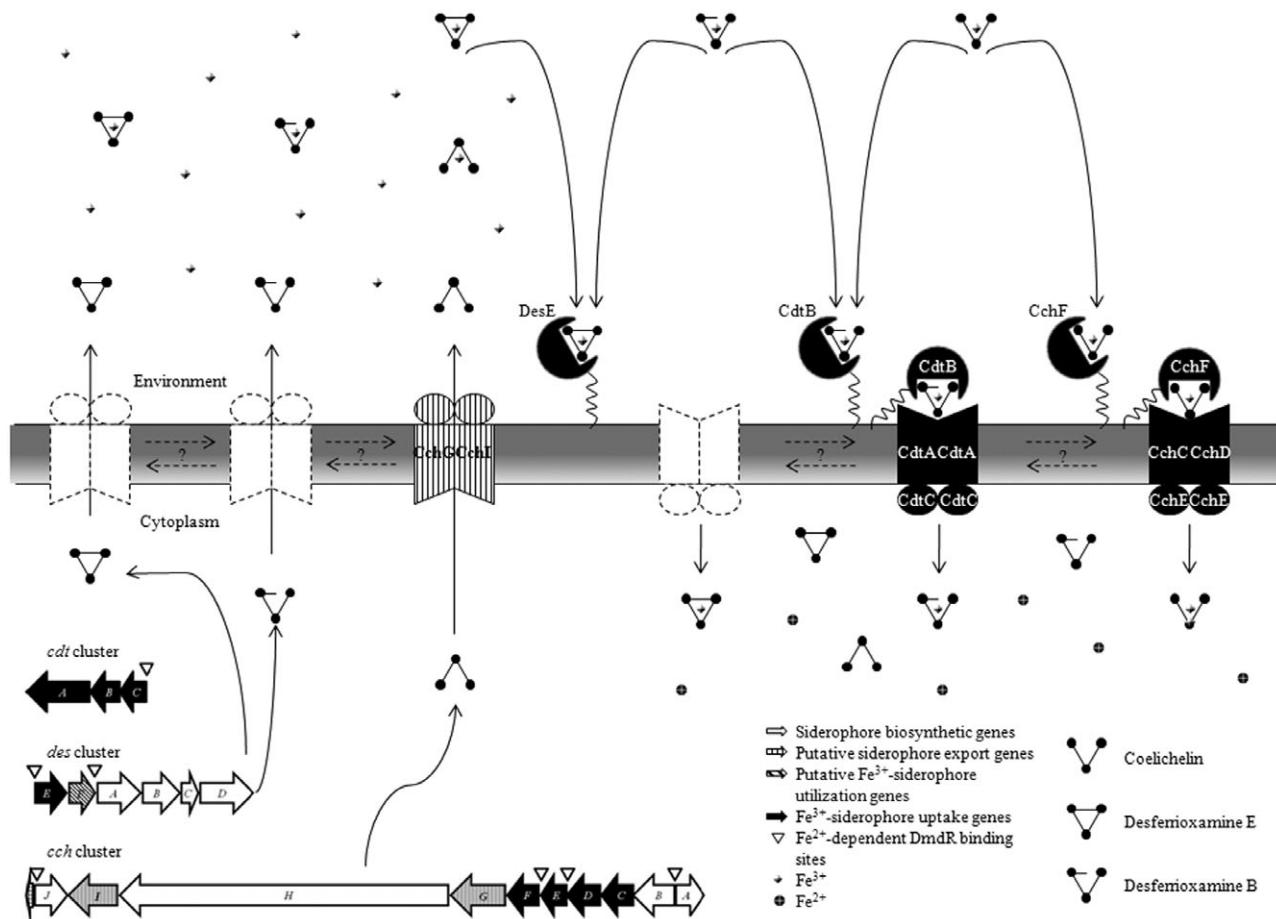 DesE
CdtB
CchF
Environment
CdtB
CchF
?
?
CchG CchI
?
CdtA CdtA
?
CchC CchD
CdtC CdtC
CchE CchE
Cytoplasm
cdt cluster
A B C
des cluster
E A B C D
cch cluster
J I H G F E D C B A
Siderophore biosynthetic genes
Putative siderophore export genes
Putative Fe³⁺-siderophore
utilization genes
Fe³⁺-siderophore uptake genes
Fe²⁺-dependent DmdR binding
sites
Fe³⁺
Fe²⁺
Coelichelin
Desferrioxamine E
Desferrioxamine B